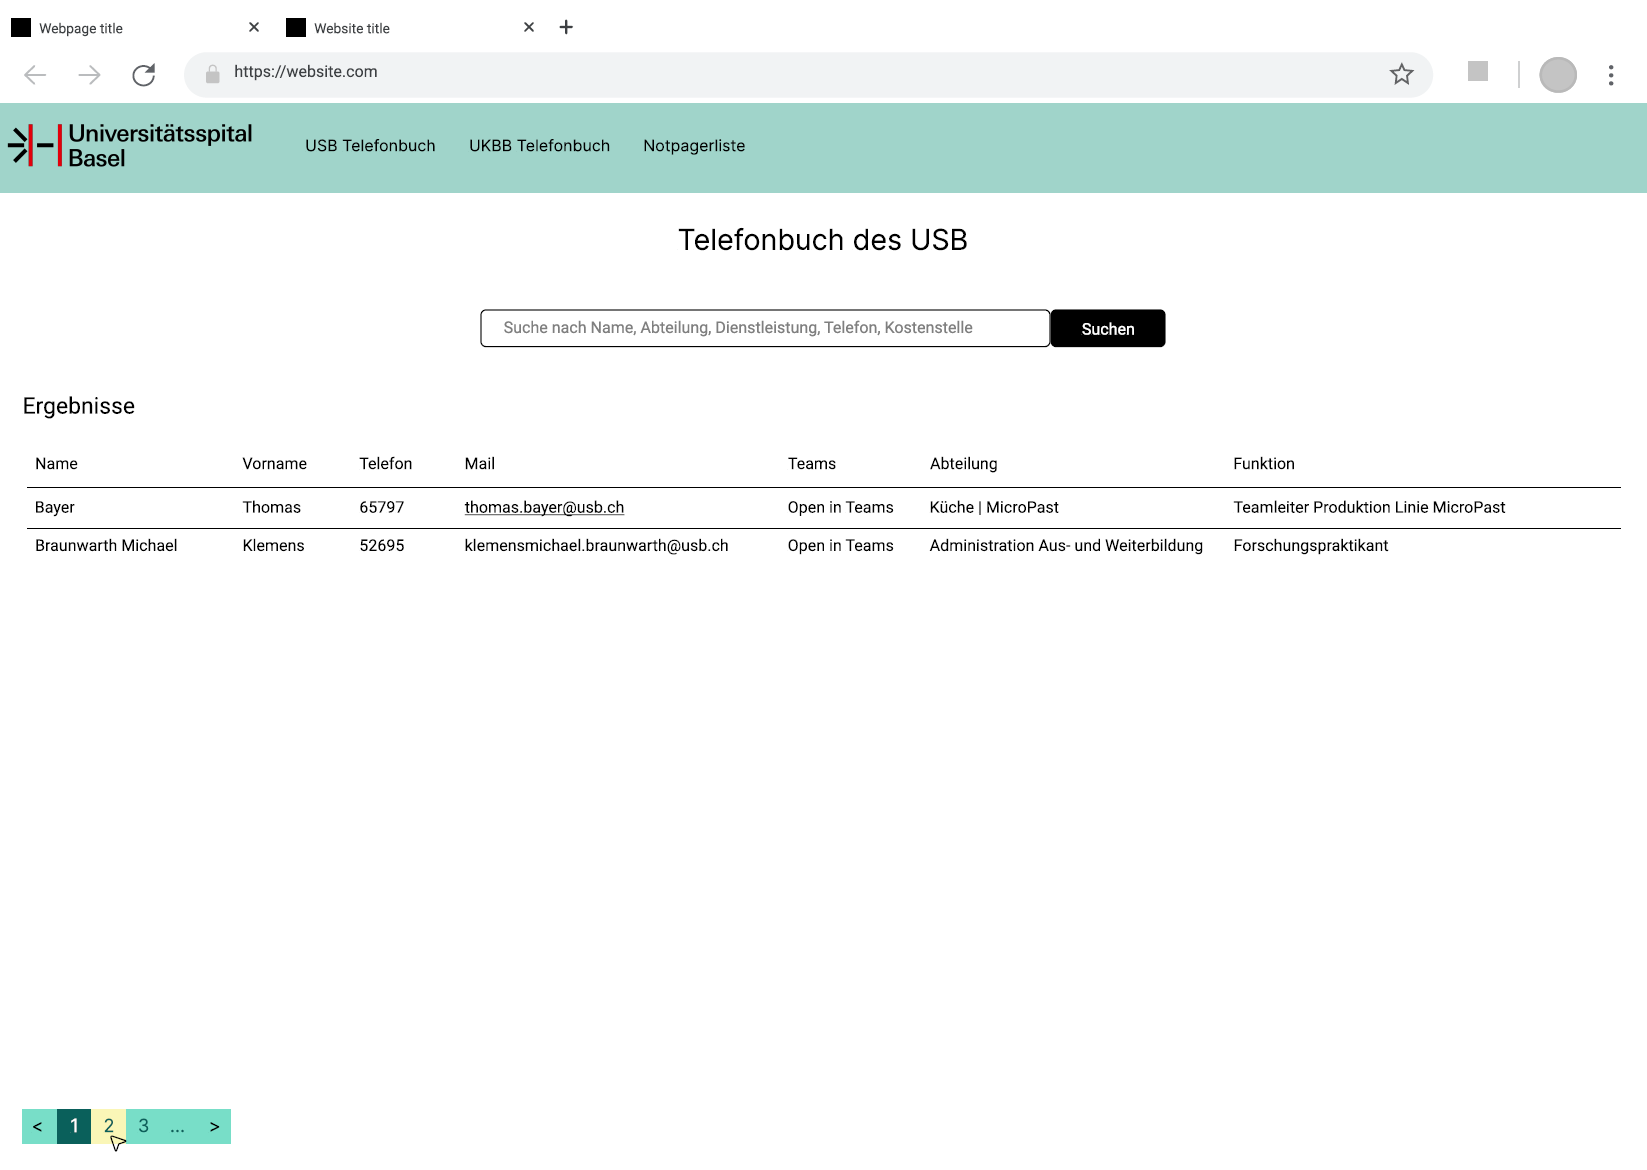 Webpage title
Website title
https://website.com
Universitätsspital
Basel
USB Telefonbuch UKBB Telefonbuch Notpagerliste
Telefonbuch des USB
Suche nach Name, Abteilung, Dienstleistung, Telefon, Kostenstelle
Suchen
Ergebnisse
Name Vorname Telefon Mail Teams Abteilung Funktion
Bayer Thomas 65797 thomas.bayer@usb.ch Open in Teams Küche | MicroPast Teamleiter Produktion Linie MicroPast
Braunwarth Michael Klemens 52695 klemensmichael.braunwarth@usb.ch Open in Teams Administration Aus- und Weiterbildung Forschungspraktikant
< 1 2 3 ... >